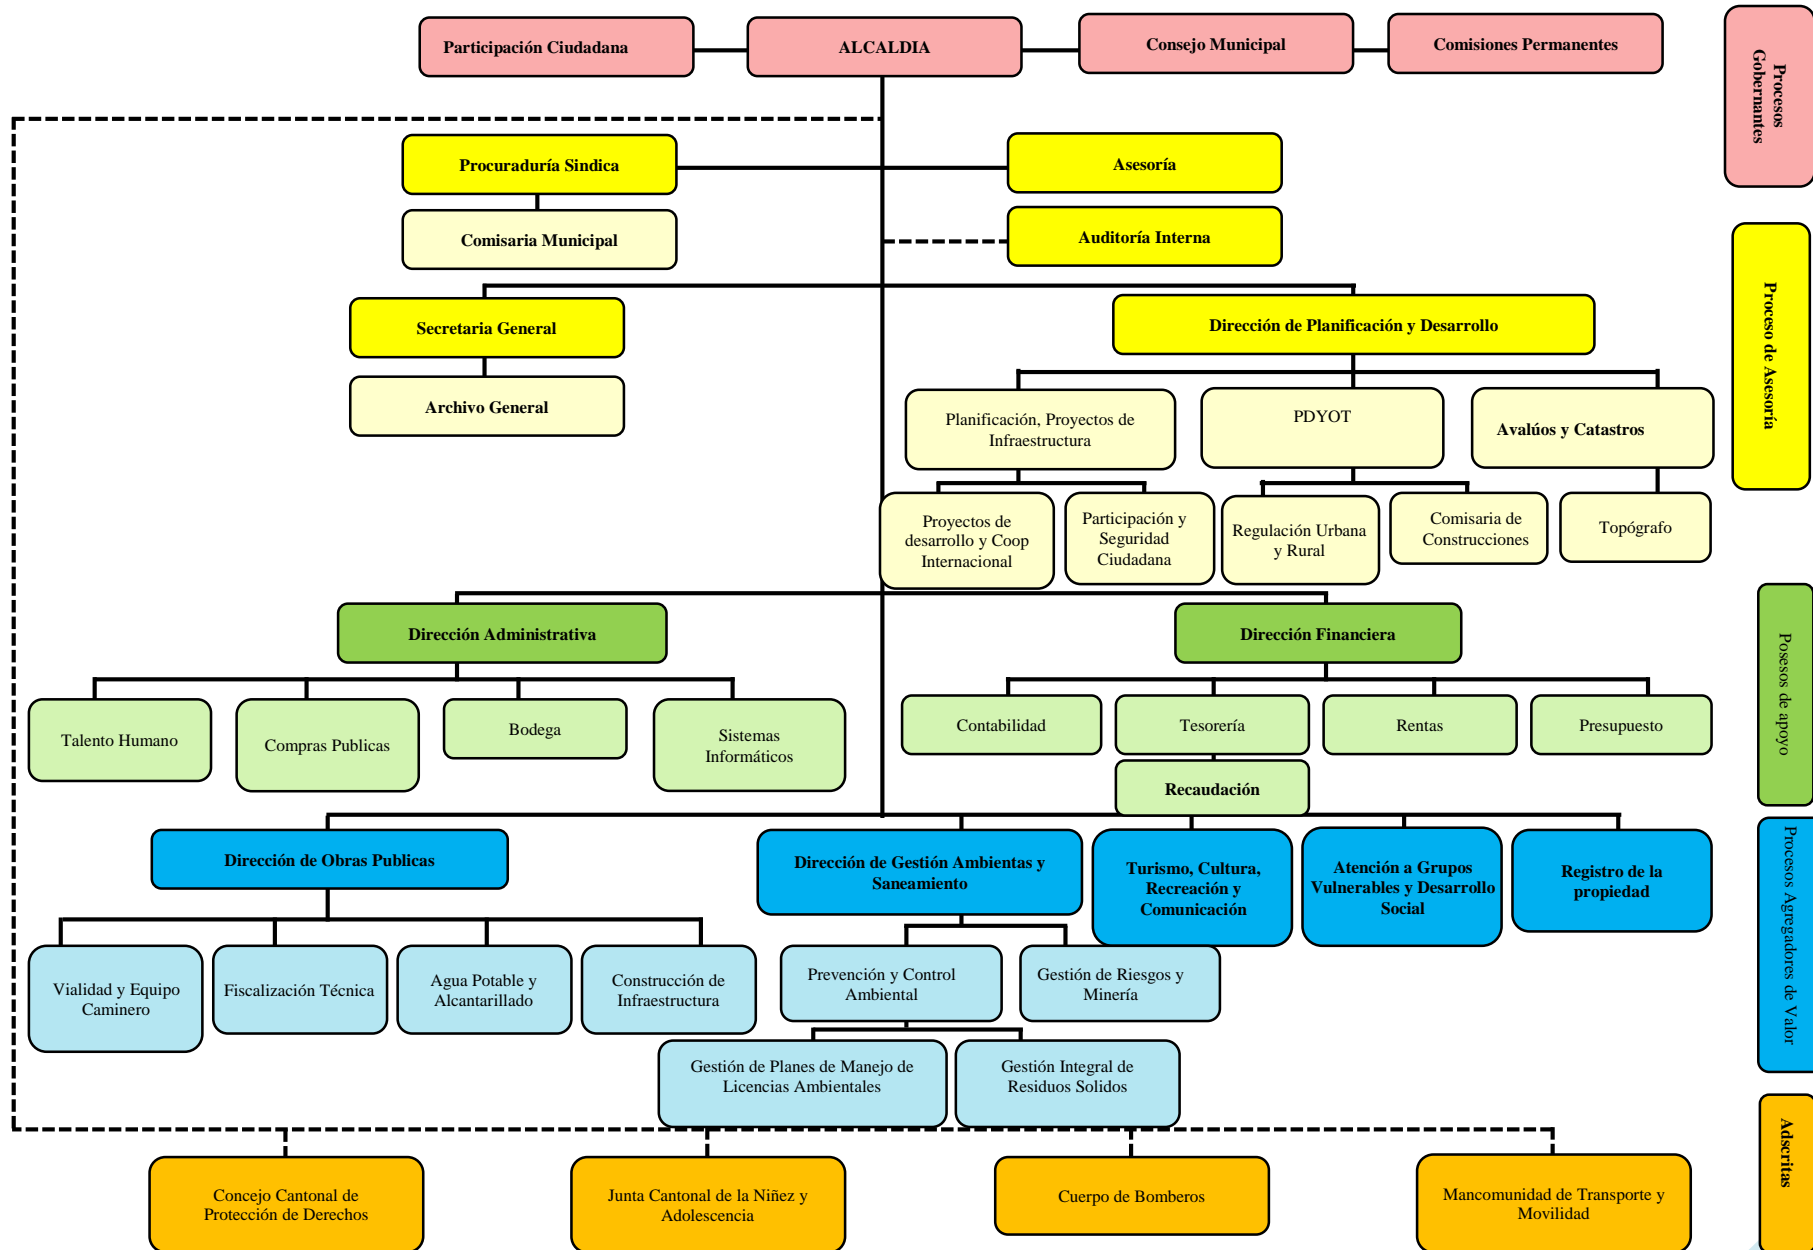 Participación Ciudadana
ALCALDIA
Consejo Municipal
Comisiones Permanentes
Procesos
Gobernantes
Procuraduría Sindica
Asesoría
Comisaria Municipal
Auditoría Interna
Proceso de Asesoría
Secretaria General
Dirección de Planificación y Desarrollo
Archivo General
Planificación, Proyectos de
Infraestructura
PDYOT
Avalúos y Catastros
Proyectos de
desarrollo y Coop
Internacional
Participación y
Seguridad
Ciudadana
Regulación Urbana
y Rural
Comisaria de
Construcciones
Topógrafo
Dirección Administrativa
Dirección Financiera
Posesos de apoyo
Talento Humano
Compras Publicas
Bodega
Sistemas
Informáticos
Contabilidad
Tesorería
Rentas
Presupuesto
Recaudación
Dirección de Obras Publicas
Dirección de Gestión Ambientas y
Saneamiento
Turismo, Cultura,
Recreación y
Comunicación
Atención a Grupos
Vulnerables y Desarrollo
Social
Registro de la
propiedad
Procesos Agregadores de Valor
Vialidad y Equipo
Caminero
Fiscalización Técnica
Agua Potable y
Alcantarillado
Construcción de
Infraestructura
Prevención y Control
Ambiental
Gestión de Riesgos y
Minería
Gestión de Planes de Manejo de
Licencias Ambientales
Gestión Integral de
Residuos Solidos
Adscritas
Concejo Cantonal de
Protección de Derechos
Junta Cantonal de la Niñez y
Adolescencia
Cuerpo de Bomberos
Mancomunidad de Transporte y
Movilidad